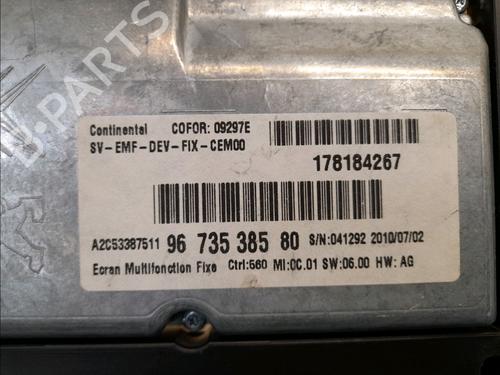 B-PARTS
Continental COFOR: 09297E
SV-EMF-DEV-FIX-CEM00
178184267
A2C53387511 96 735 385 80 S/N:041292 2010/07/02
Ecran Multifonction Fixe Ctrl:560 MI:0C.01 SW:06.00 HW: AG